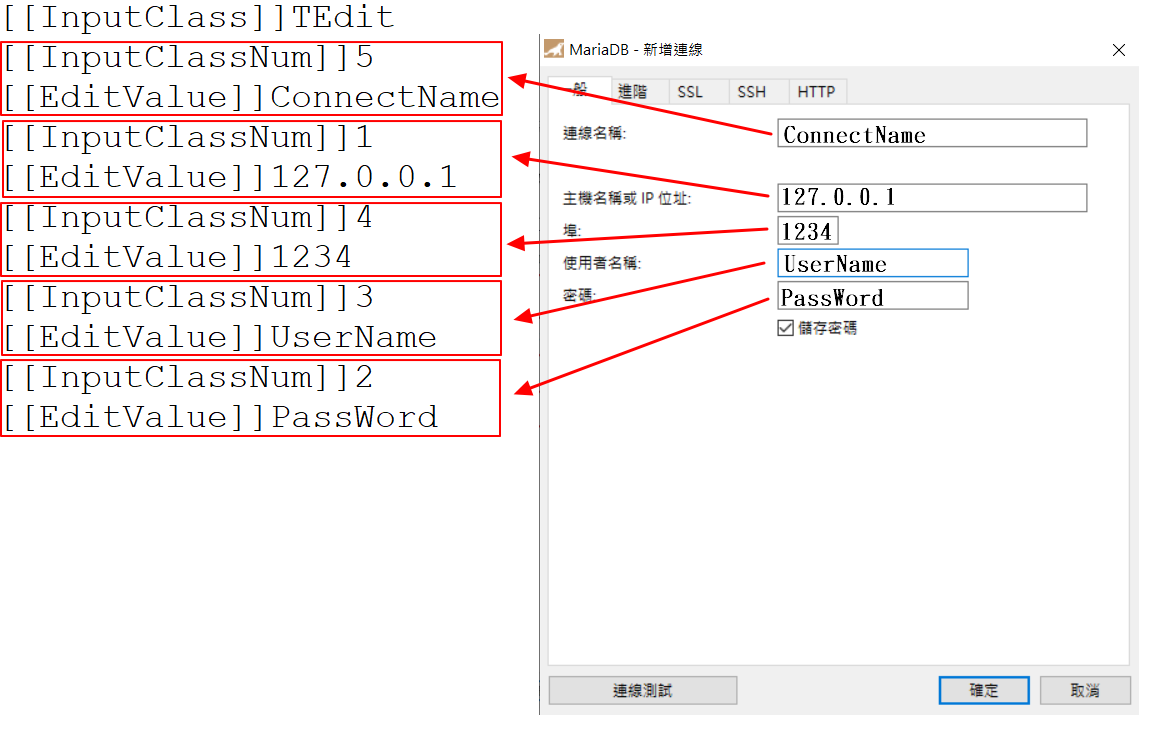 [[InputClass]]TEdit
[[InputClassNum]]5
[[EditValue]]ConnectName
[[InputClassNum]]1
[[EditValue]]127.0.0.1
[[InputClassNum]]4
[[EditValue]]1234
[[InputClassNum]]3
[[EditValue]]UserName
[[InputClassNum]]2
[[EditValue]]PassWord
MariaDB - 新增連線
一般 進階 SSL SSH HTTP
連線名稱: ConnectName
主機名稱或 IP 位址: 127.0.0.1
埠: 1234
使用者名稱: UserName
密碼: PassWord
儲存密碼
連線測試 確定 取消